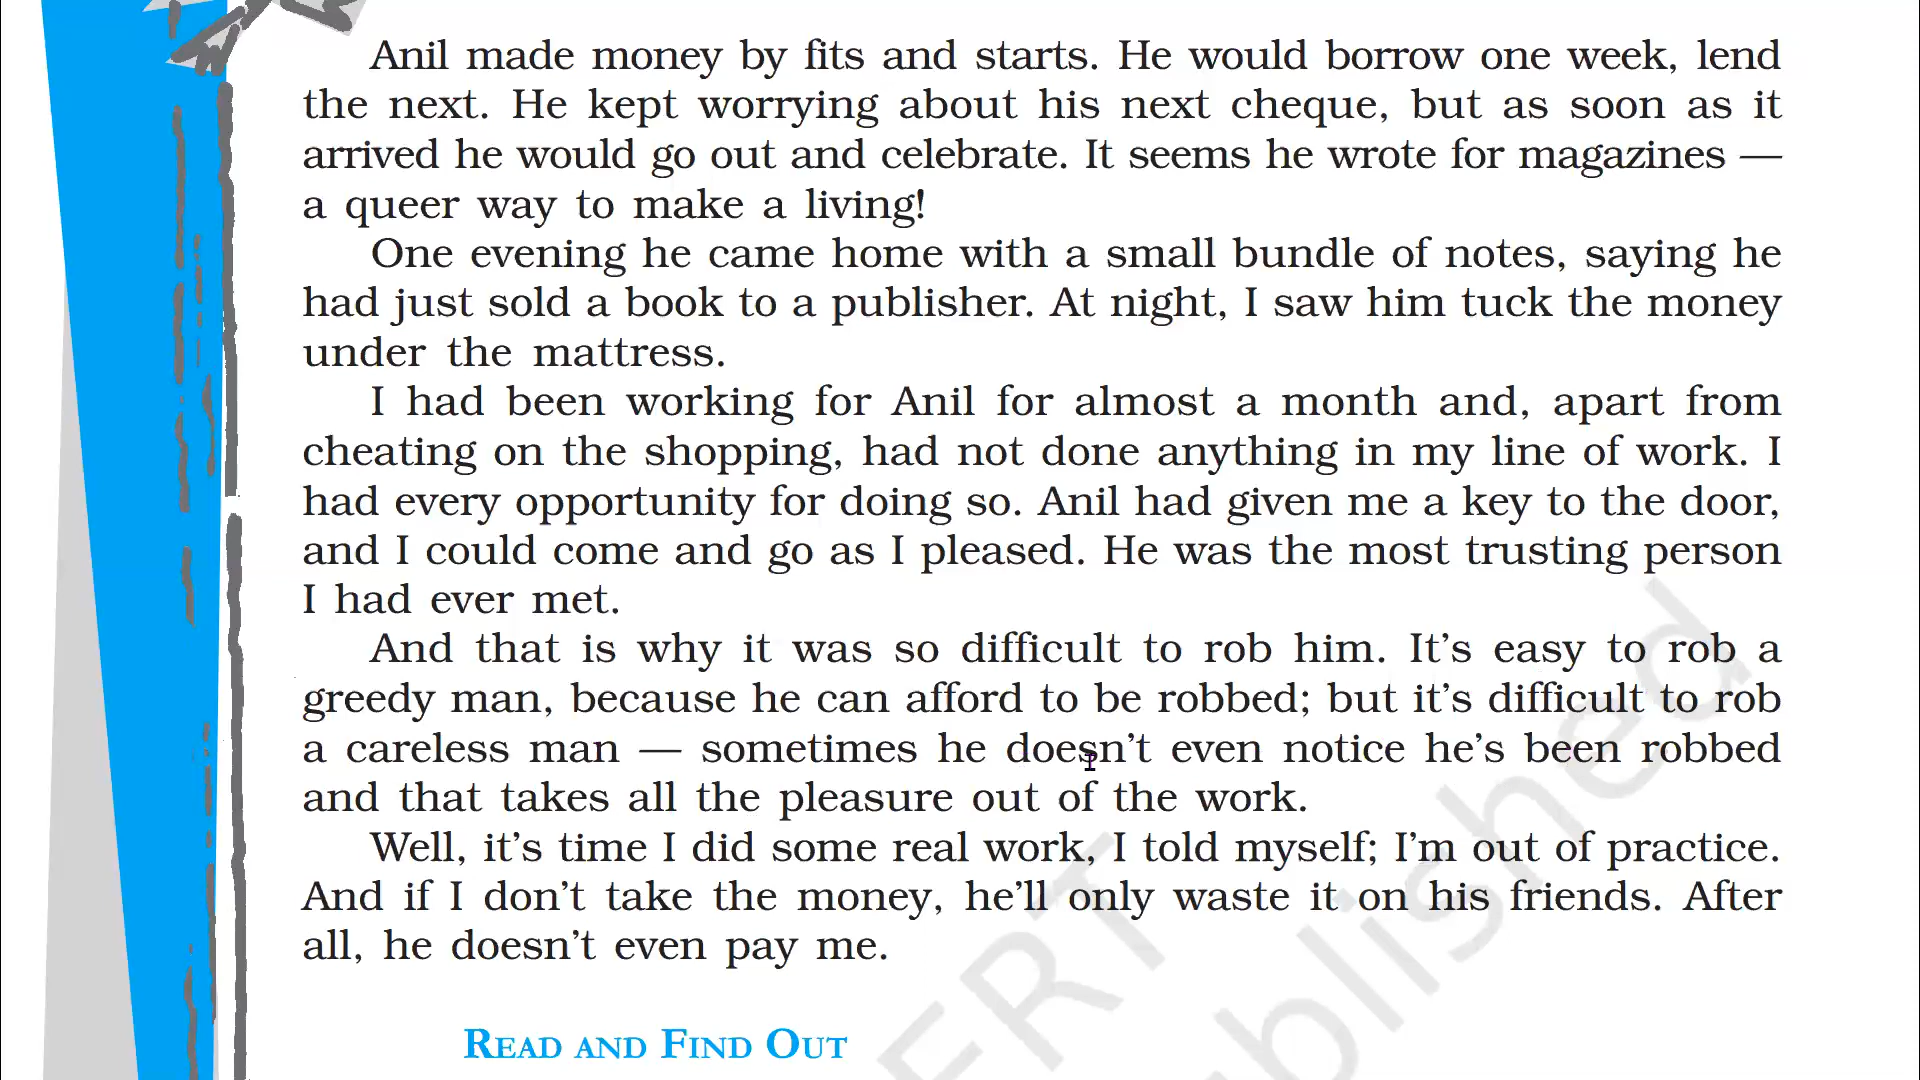 Anil made money by fits and starts. He would borrow one week, lend
the next. He kept worrying about his next cheque, but as soon as it
arrived he would go out and celebrate. It seems he wrote for magazines —
a queer way to make a living!
One evening he came home with a small bundle of notes, saying he
had just sold a book to a publisher. At night, I saw him tuck the money
under the mattress.
I had been working for Anil for almost a month and, apart from
cheating on the shopping, had not done anything in my line of work. I
had every opportunity for doing so. Anil had given me a key to the door,
and I could come and go as I pleased. He was the most trusting person
I had ever met.
And that is why it was so difficult to rob him. It’s easy to rob a
greedy man, because he can afford to be robbed; but it’s difficult to rob
a careless man — sometimes he doesn’t even notice he’s been robbed
and that takes all the pleasure out of the work.
Well, it’s time I did some real work, I told myself; I’m out of practice.
And if I don’t take the money, he’ll only waste it on his friends. After
all, he doesn’t even pay me.
READ AND FIND OUT